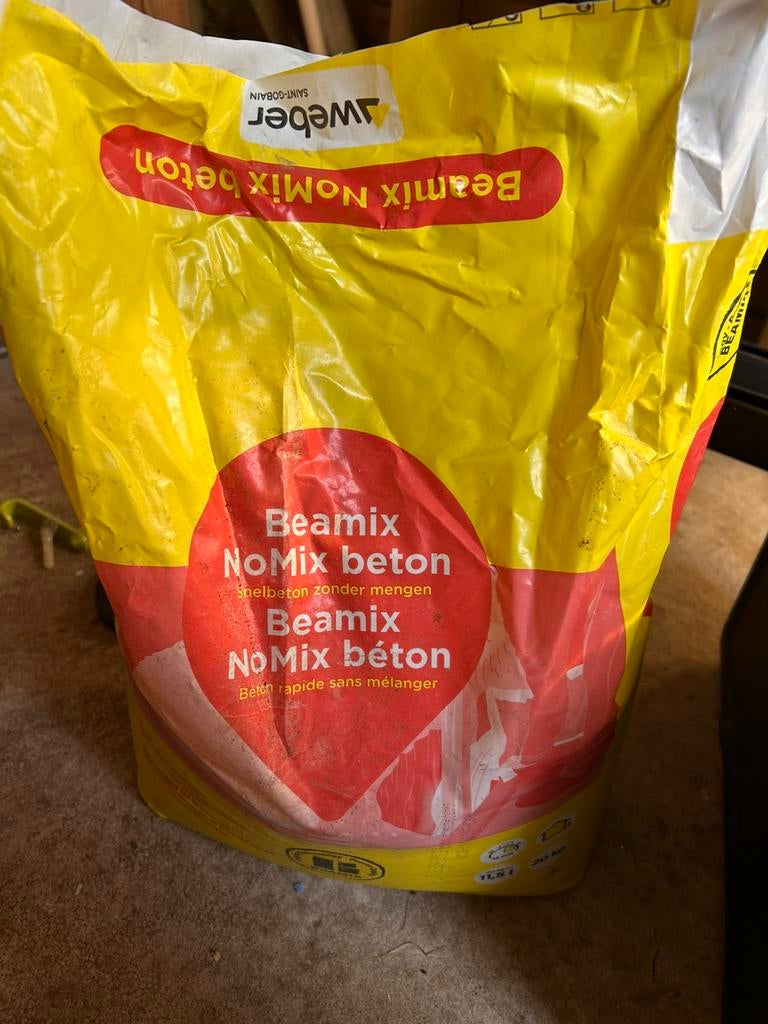 weber
SAINT-GOBAIN
Beamix NoMix beton
Beamix
NoMix beton
Snelbeton zonder mengen
Beamix
NoMix béton
Béton rapide sans mélanger
11,5 l
20 kg